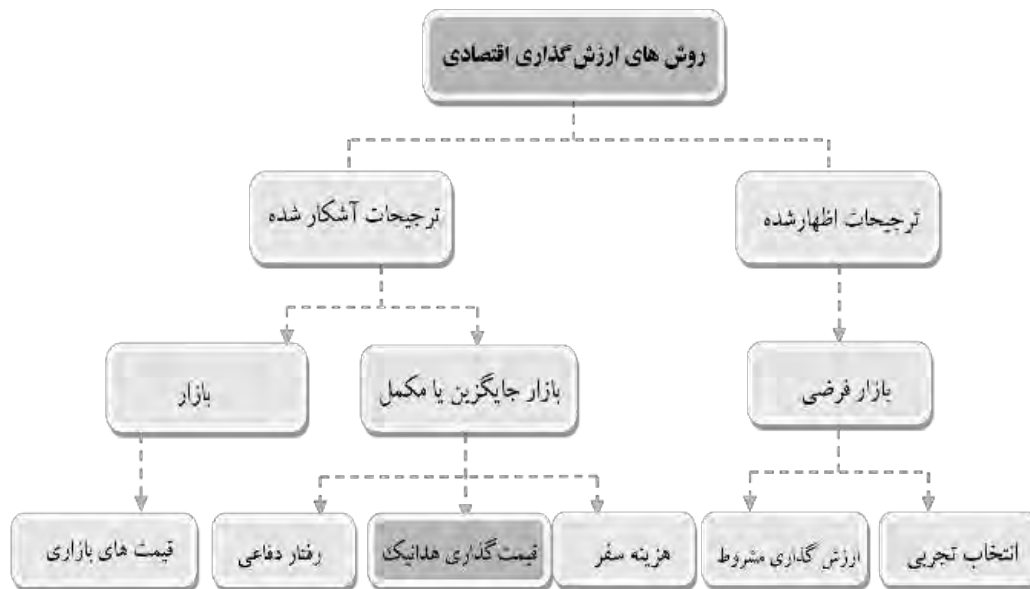 روش های ارزش گذاری اقتصادی
ترجیحات اظهارشده
ترجیحات آشکار شده
بازار فرضی
بازار جایگزین یا مکمل
بازار
انتخاب تجربی
ارزش گذاری مشروط
هزینه سفر
قیمت گذاری هدانیک
رفتار دفاعی
قیمت های بازاری